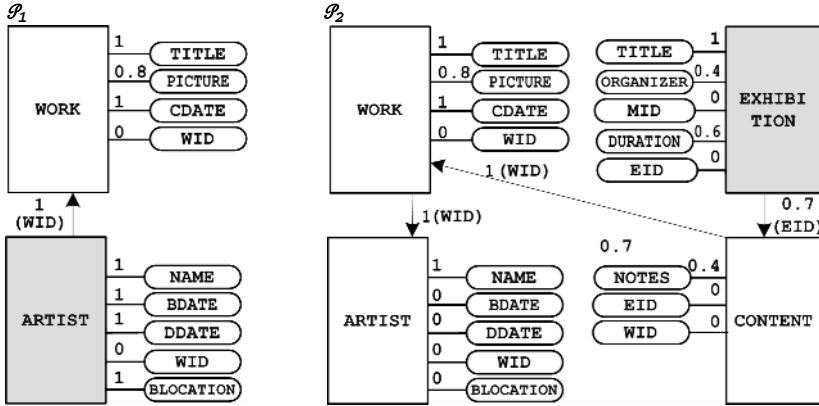 𝒫1
WORK
1 TITLE
0.8 PICTURE
1 CDATE
0 WID
1
(WID)
ARTIST
1 NAME
1 BDATE
1 DDATE
0 WID
1 BLOCATION
𝒫2
WORK
1 TITLE
0.8 PICTURE
1 CDATE
0 WID
1 (WID)
1(WID)
ARTIST
1 NAME
0 BDATE
0 DDATE
0 WID
0 BLOCATION
TITLE 1
ORGANIZER 0.4
MID 0
DURATION 0.6
EID 0
EXHIBI
TION
0.7
(EID)
0.7
NOTES 0.4
EID 0
WID 0
CONTENT